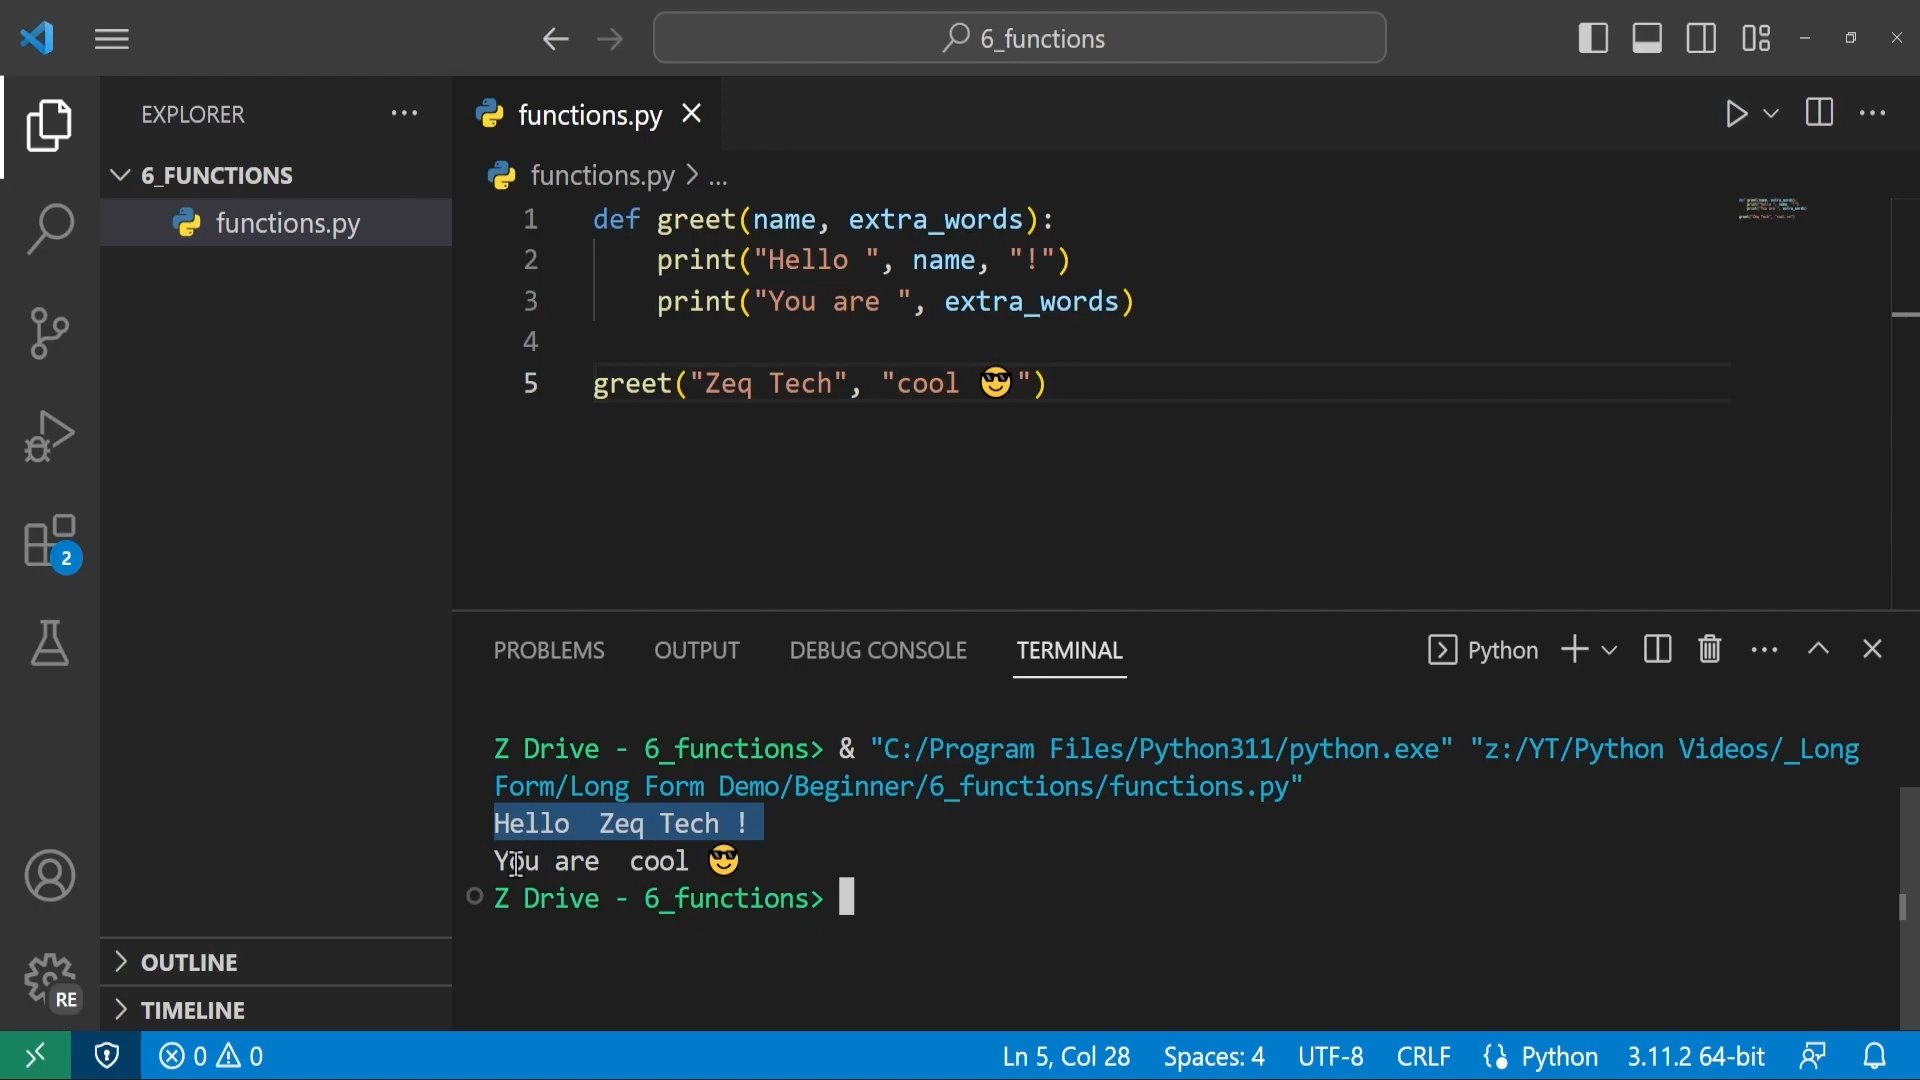 6_functions
EXPLORER
6_FUNCTIONS
functions.py
functions.py
functions.py > ...
1 def greet(name, extra_words):
2     print("Hello ", name, "!")
3     print("You are ", extra_words)
4
5 greet("Zeq Tech", "cool 😎")
2
PROBLEMS OUTPUT DEBUG CONSOLE TERMINAL
Python
Z Drive - 6_functions> & "C:/Program Files/Python311/python.exe" "z:/YT/Python Videos/_Long
Form/Long Form Demo/Beginner/6_functions/functions.py"
Hello  Zeq Tech !
You are  cool 😎
Z Drive - 6_functions>
OUTLINE
RE
TIMELINE
0 0 Ln 5, Col 28 Spaces: 4 UTF-8 CRLF Python 3.11.2 64-bit